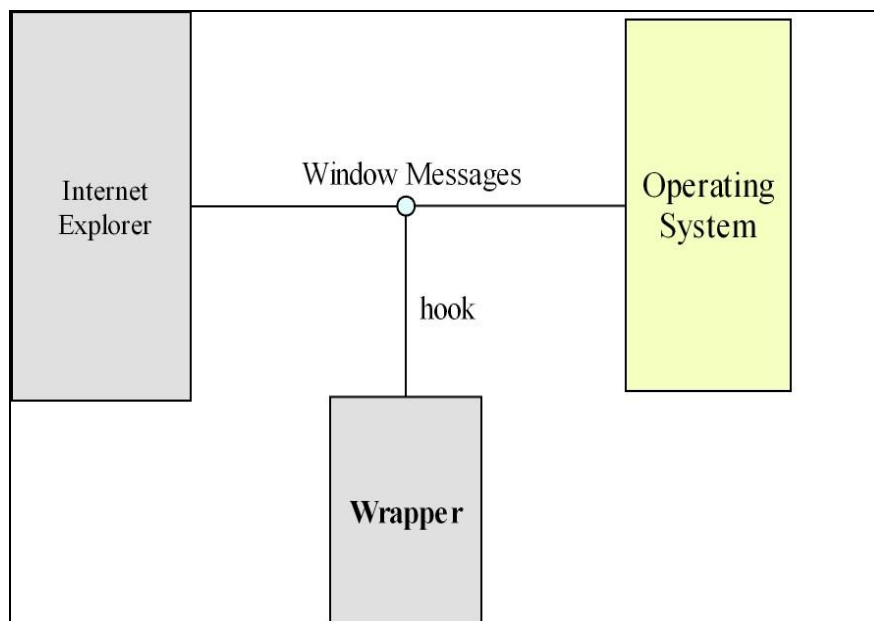 Internet
Explorer
Window Messages
Operating
System
hook
Wrapper